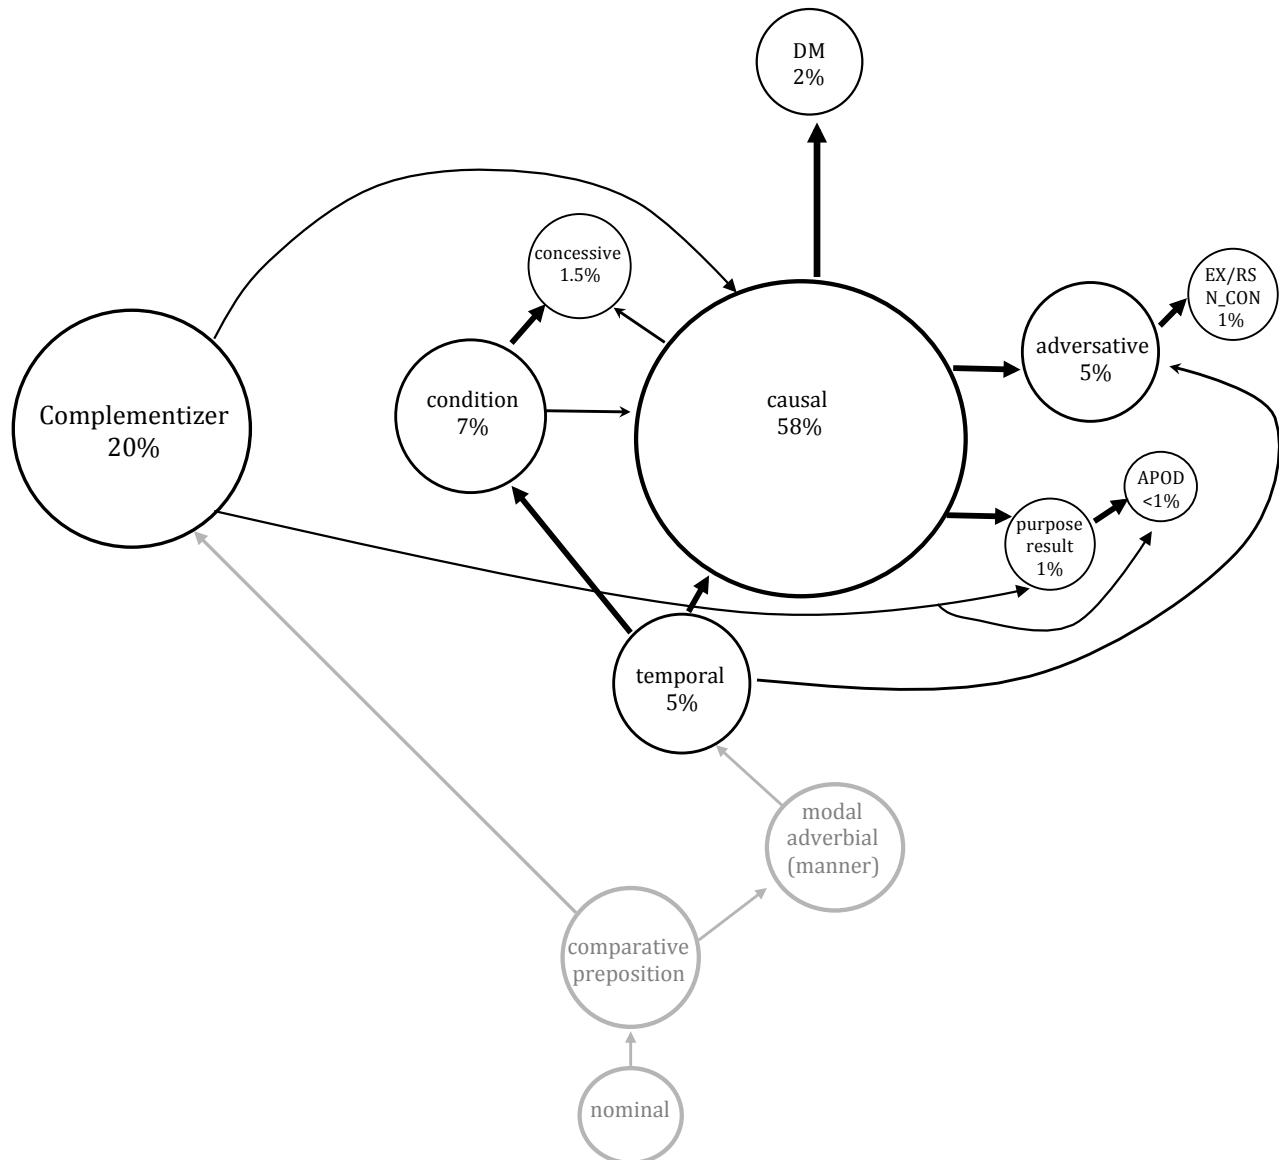 DM
2%
concessive
1.5%
EX/RS
N_CON
1%
adversative
5%
Complementizer
20%
condition
7%
causal
58%
APOD
<1%
purpose
result
1%
temporal
5%
modal
adverbial
(manner)
comparative
preposition
nominal